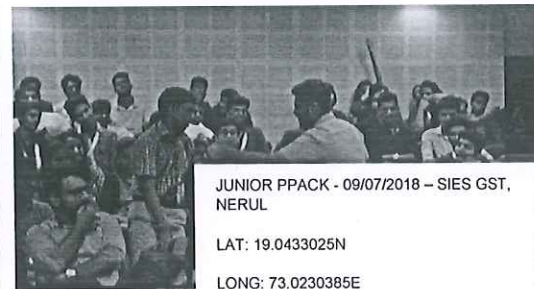 JUNIOR PPACK - 09/07/2018 – SIES GST,
NERUL
LAT: 19.0433025N
LONG: 73.0230385E